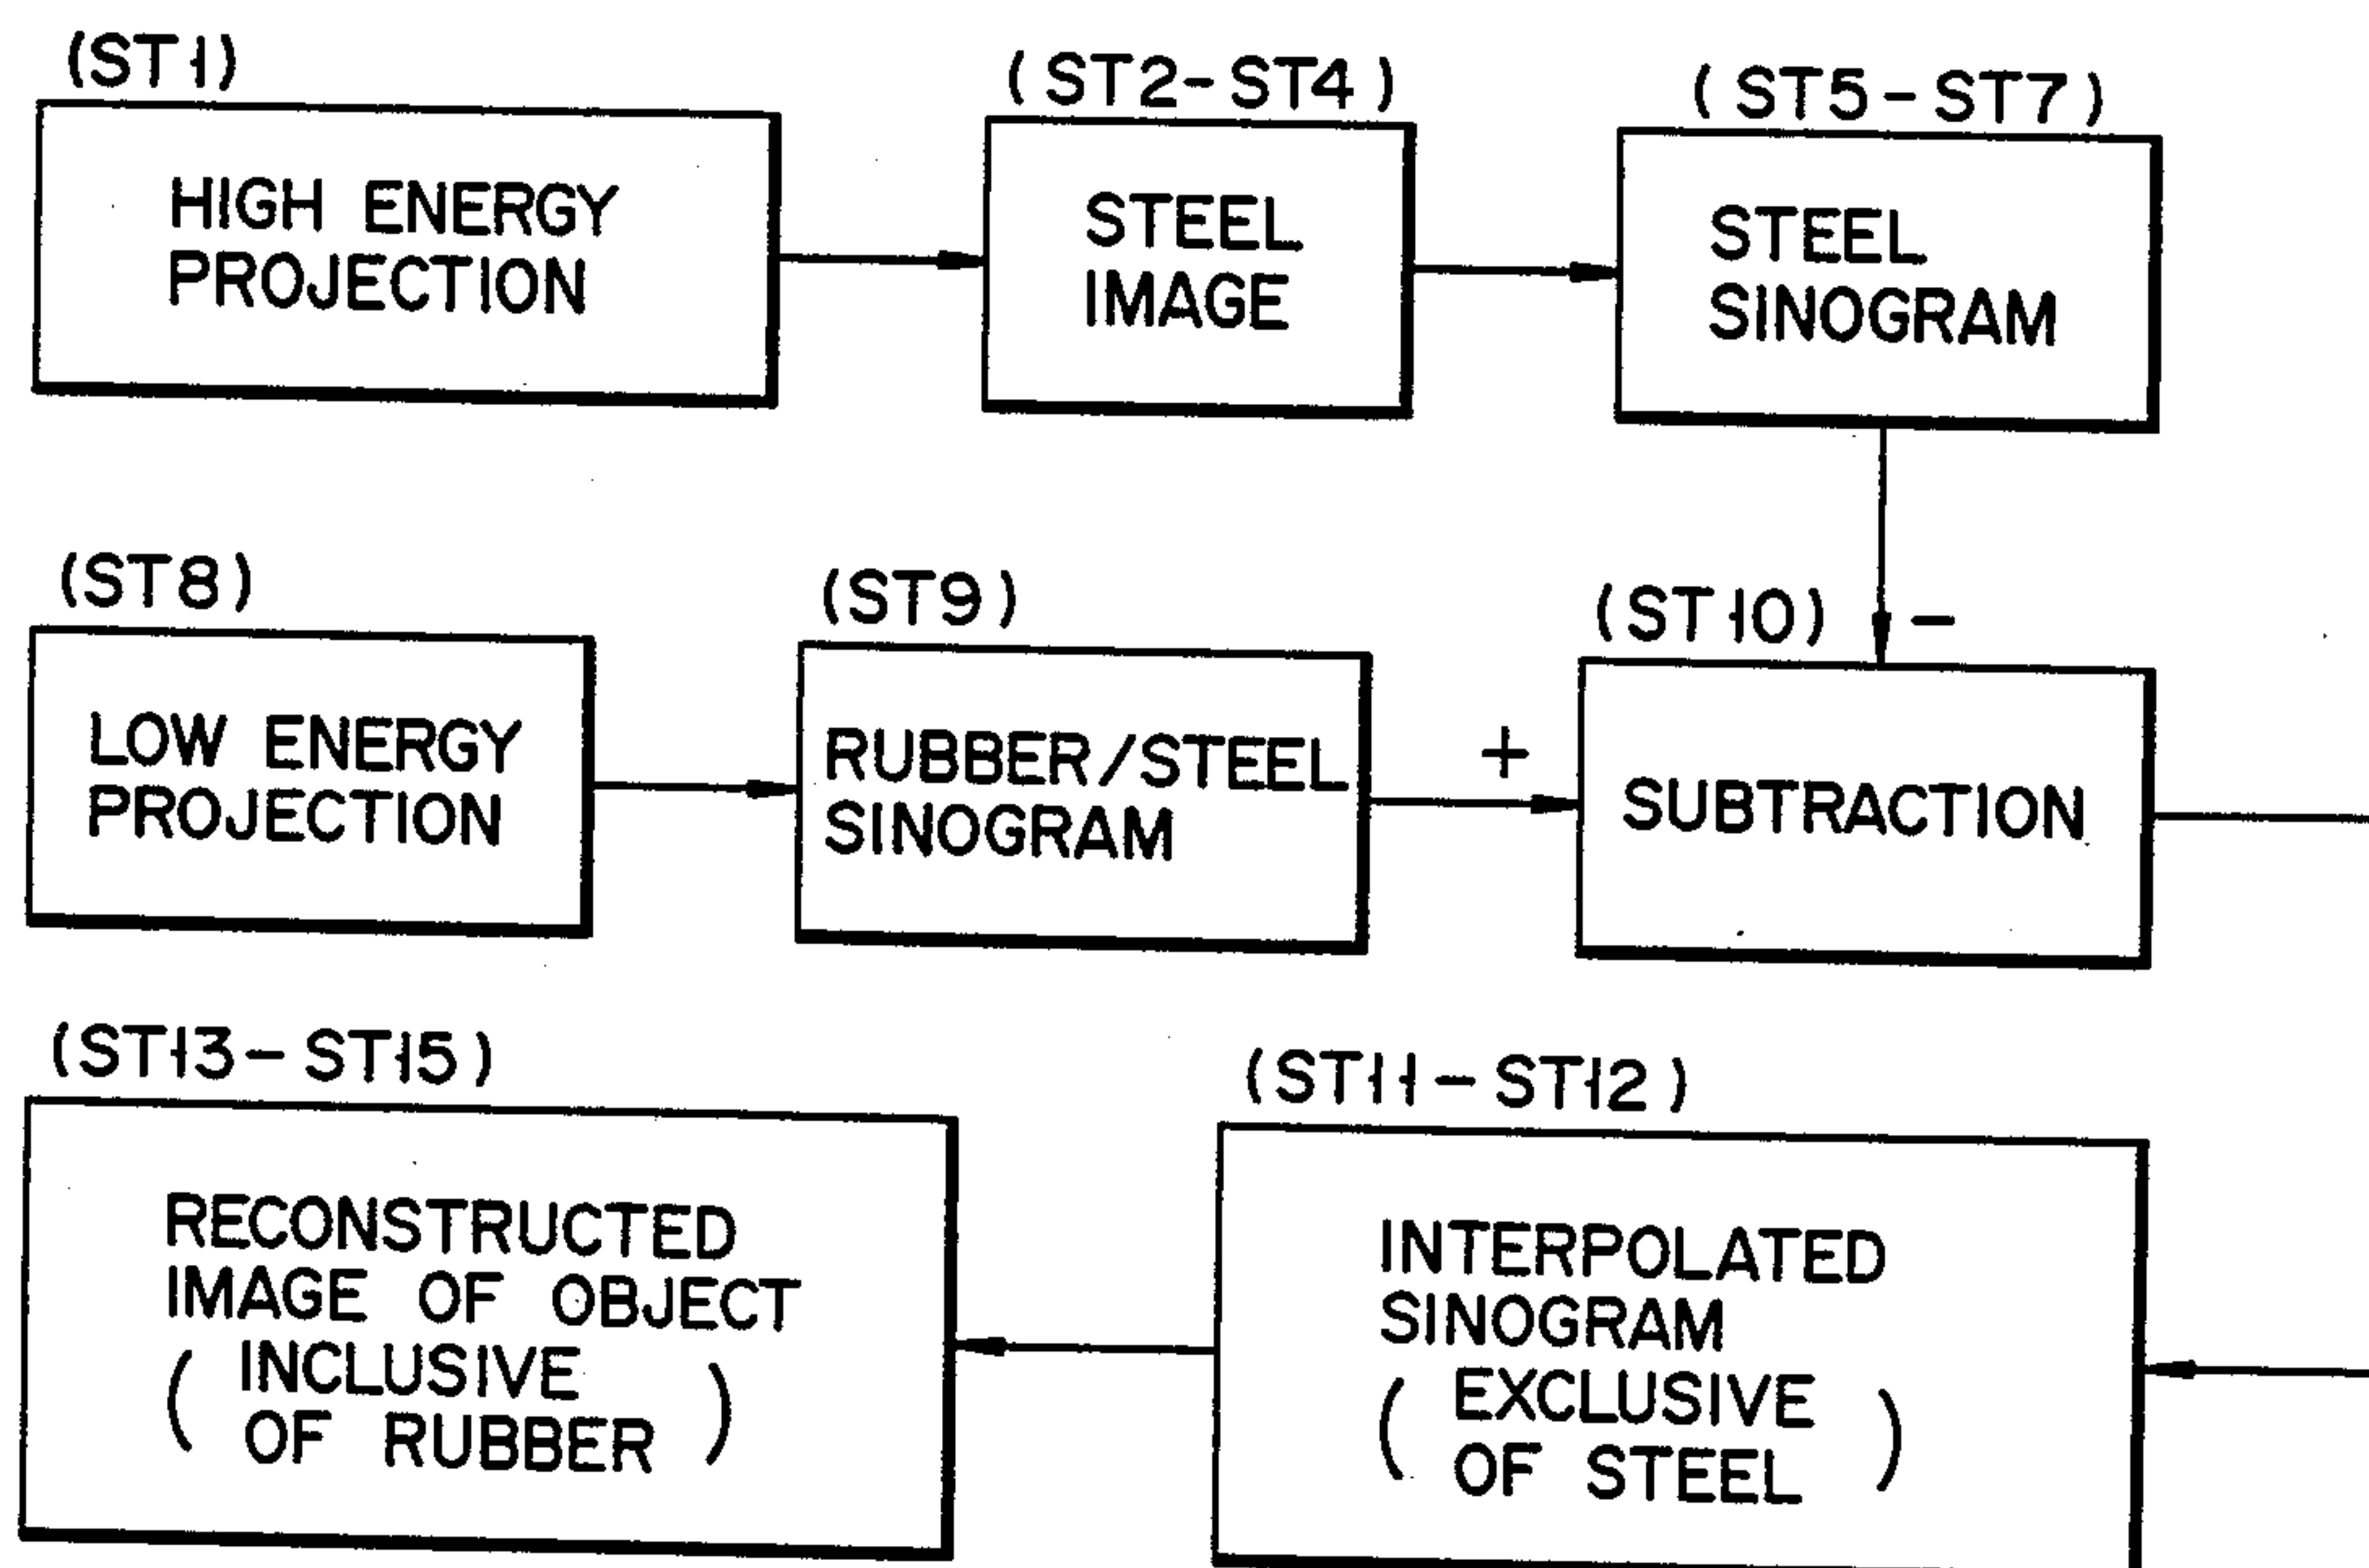 (ST1)
HIGH ENERGY
PROJECTION
(ST2-ST4)
STEEL
IMAGE
(ST5-ST7)
STEEL
SINOGRAM
(ST8)
LOW ENERGY
PROJECTION
(ST9)
RUBBER/STEEL
SINOGRAM
+
(ST10)
-
SUBTRACTION
(ST13-ST15)
RECONSTRUCTED
IMAGE OF OBJECT
( INCLUSIVE
OF RUBBER )
(ST11-ST12)
INTERPOLATED
SINOGRAM
( EXCLUSIVE
OF STEEL )